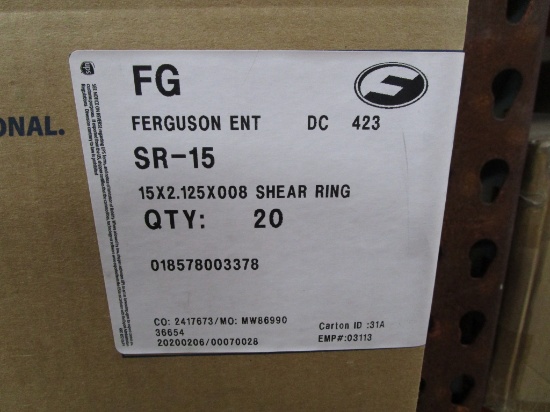 ONAL.
FG
FERGUSON ENT DC 423
SR-15
15X2.125X008 SHEAR RING
QTY: 20
018578003378
CO: 2417673/MO: MW86990
36654
20200206/00070028
Carton ID :31A
EMP#:03113